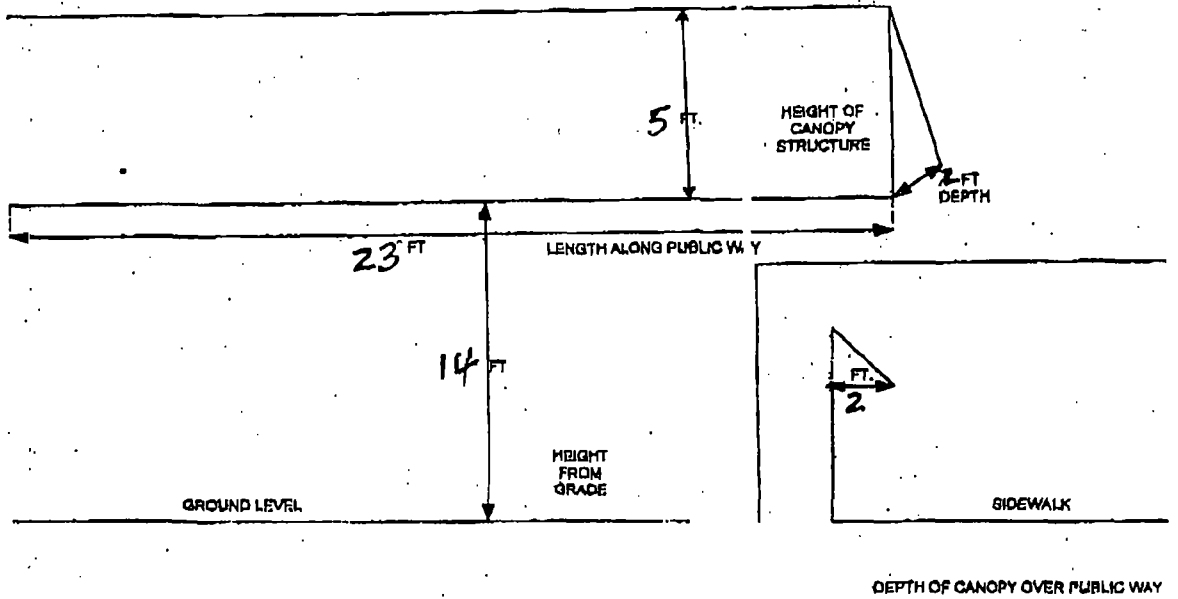 5 FT.
HEIGHT OF
CANOPY
STRUCTURE
2 FT
DEPTH
23 FT
LENGTH ALONG PUBLIC W Y
14 FT
FT.
2
HEIGHT
FROM
GRADE
GROUND LEVEL
SIDEWALK
DEPTH OF CANOPY OVER PUBLIC WAY